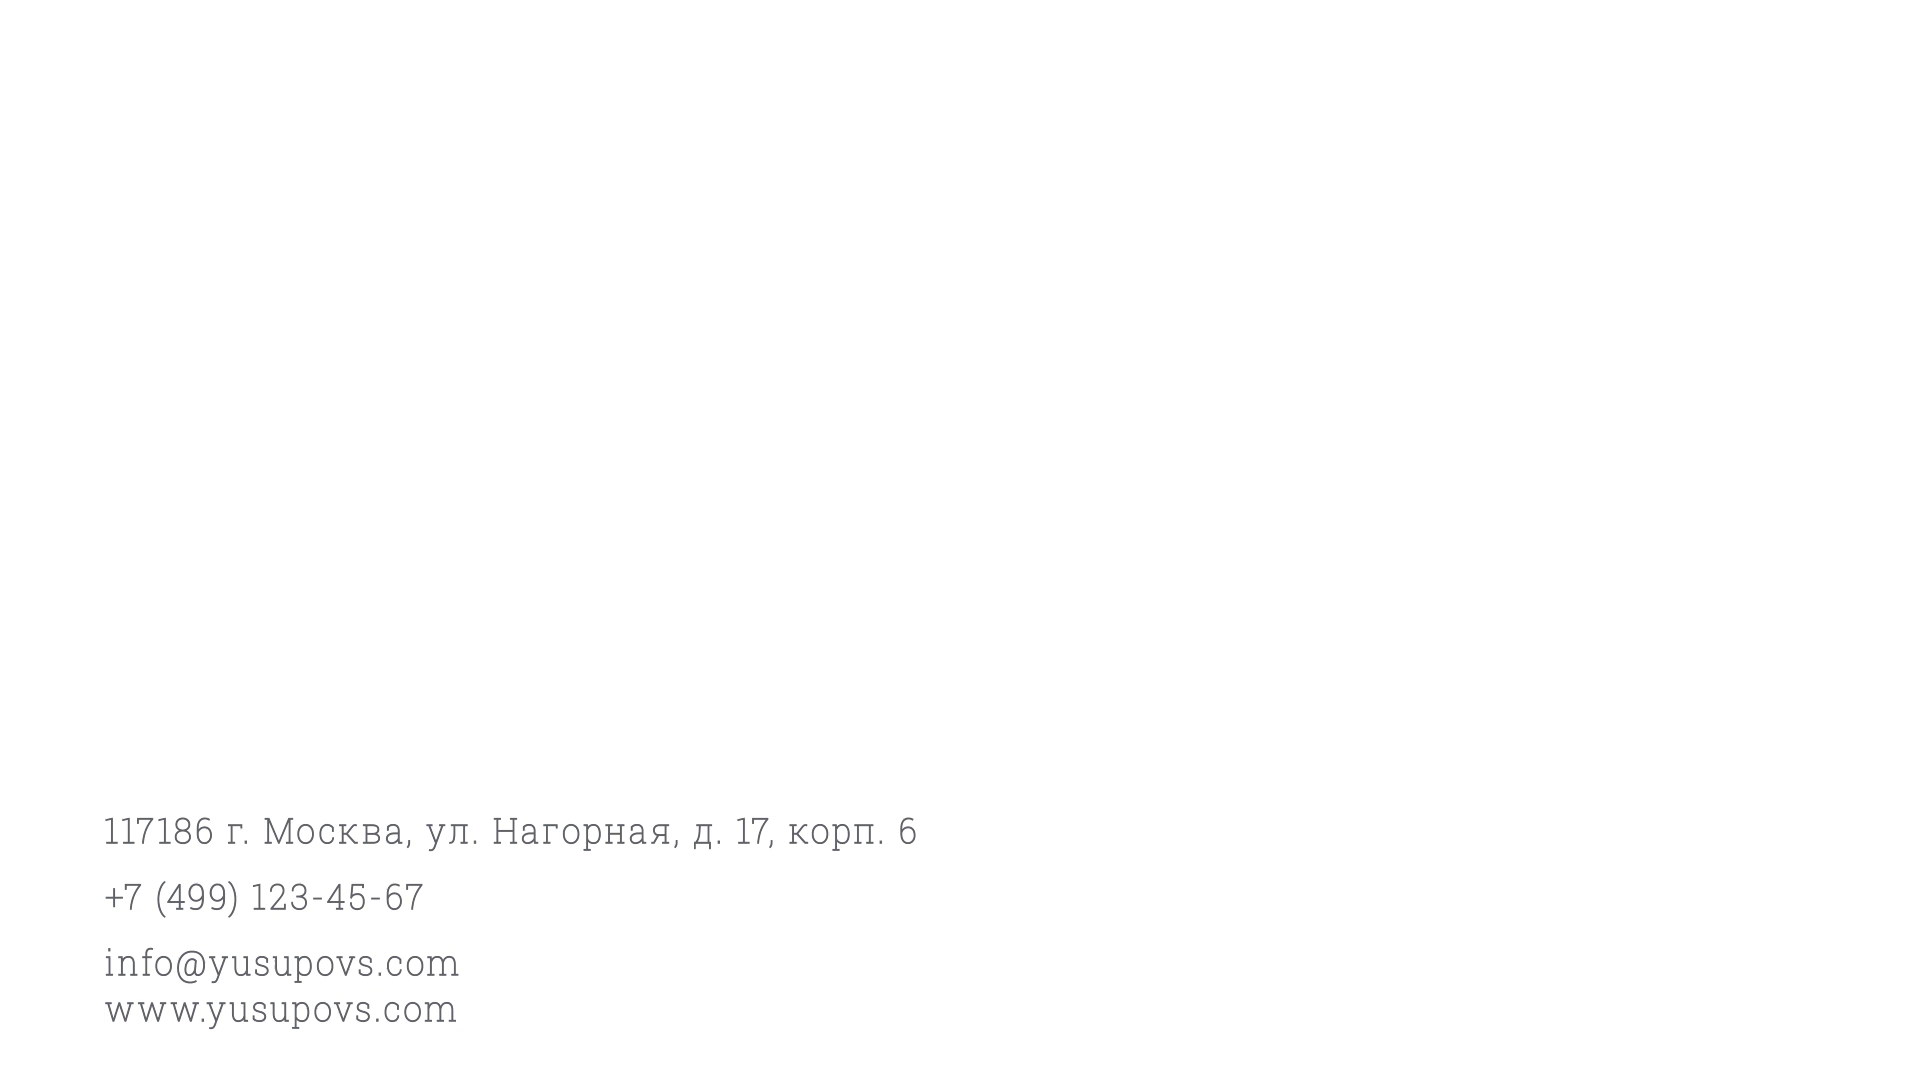 117186 г. Москва, ул. Нагорная, д. 17, корп. 6
+7 (499) 123-45-67
info@yusupovs.com
www.yusupovs.com